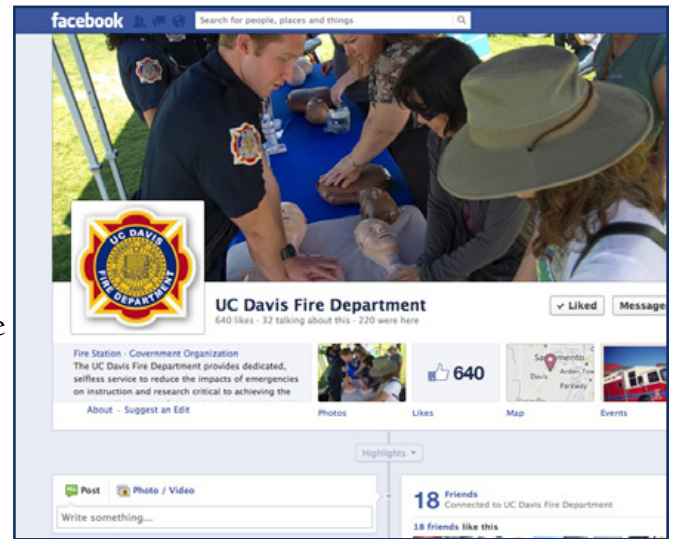 facebook
Search for people, places and things
UC DAVIS
FIRE DEPARTMENT
UC Davis Fire Department
640 likes · 32 talking about this · 220 were here
✓ Liked
Message
e
Fire Station · Government Organization
The UC Davis Fire Department provides dedicated,
selfless service to reduce the impacts of emergencies
on instruction and research critical to achieving the
About · Suggest an Edit
Photos
640
Likes
Sacramento
Davis
Arden
Parkway
Map
Events
Highlights
Post
Photo / Video
Write something...
18 Friends
Connected to UC Davis Fire Department
18 friends like this